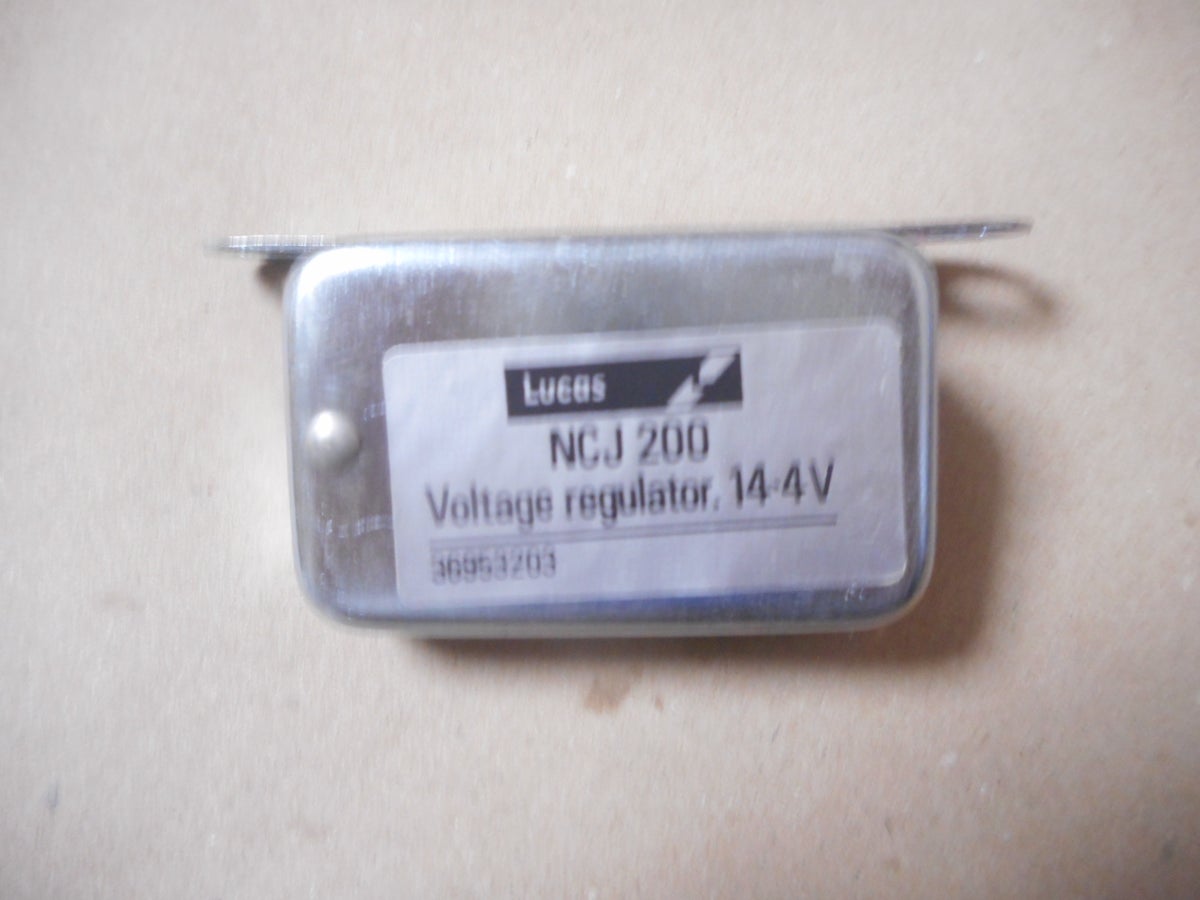 Lucas
NCJ 200
Voltage regulator. 14·4V
36953203